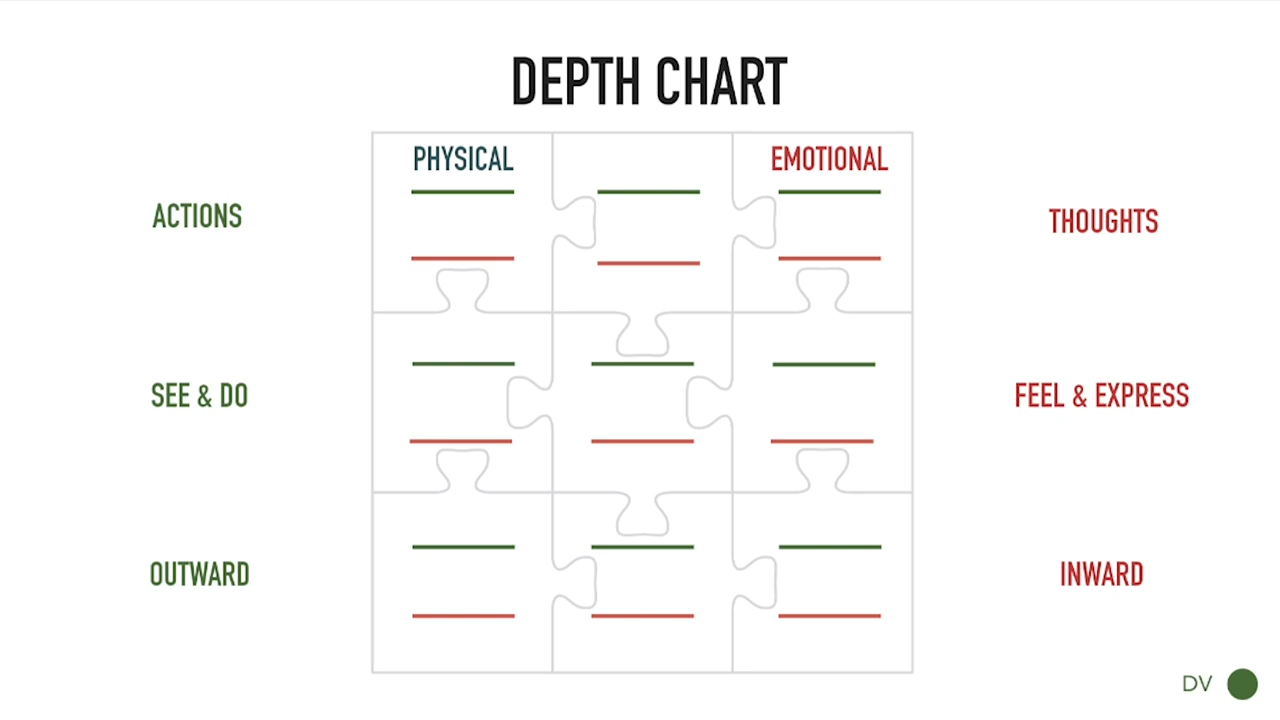 DEPTH CHART
PHYSICAL
EMOTIONAL
ACTIONS
THOUGHTS
SEE & DO
FEEL & EXPRESS
OUTWARD
INWARD
DV